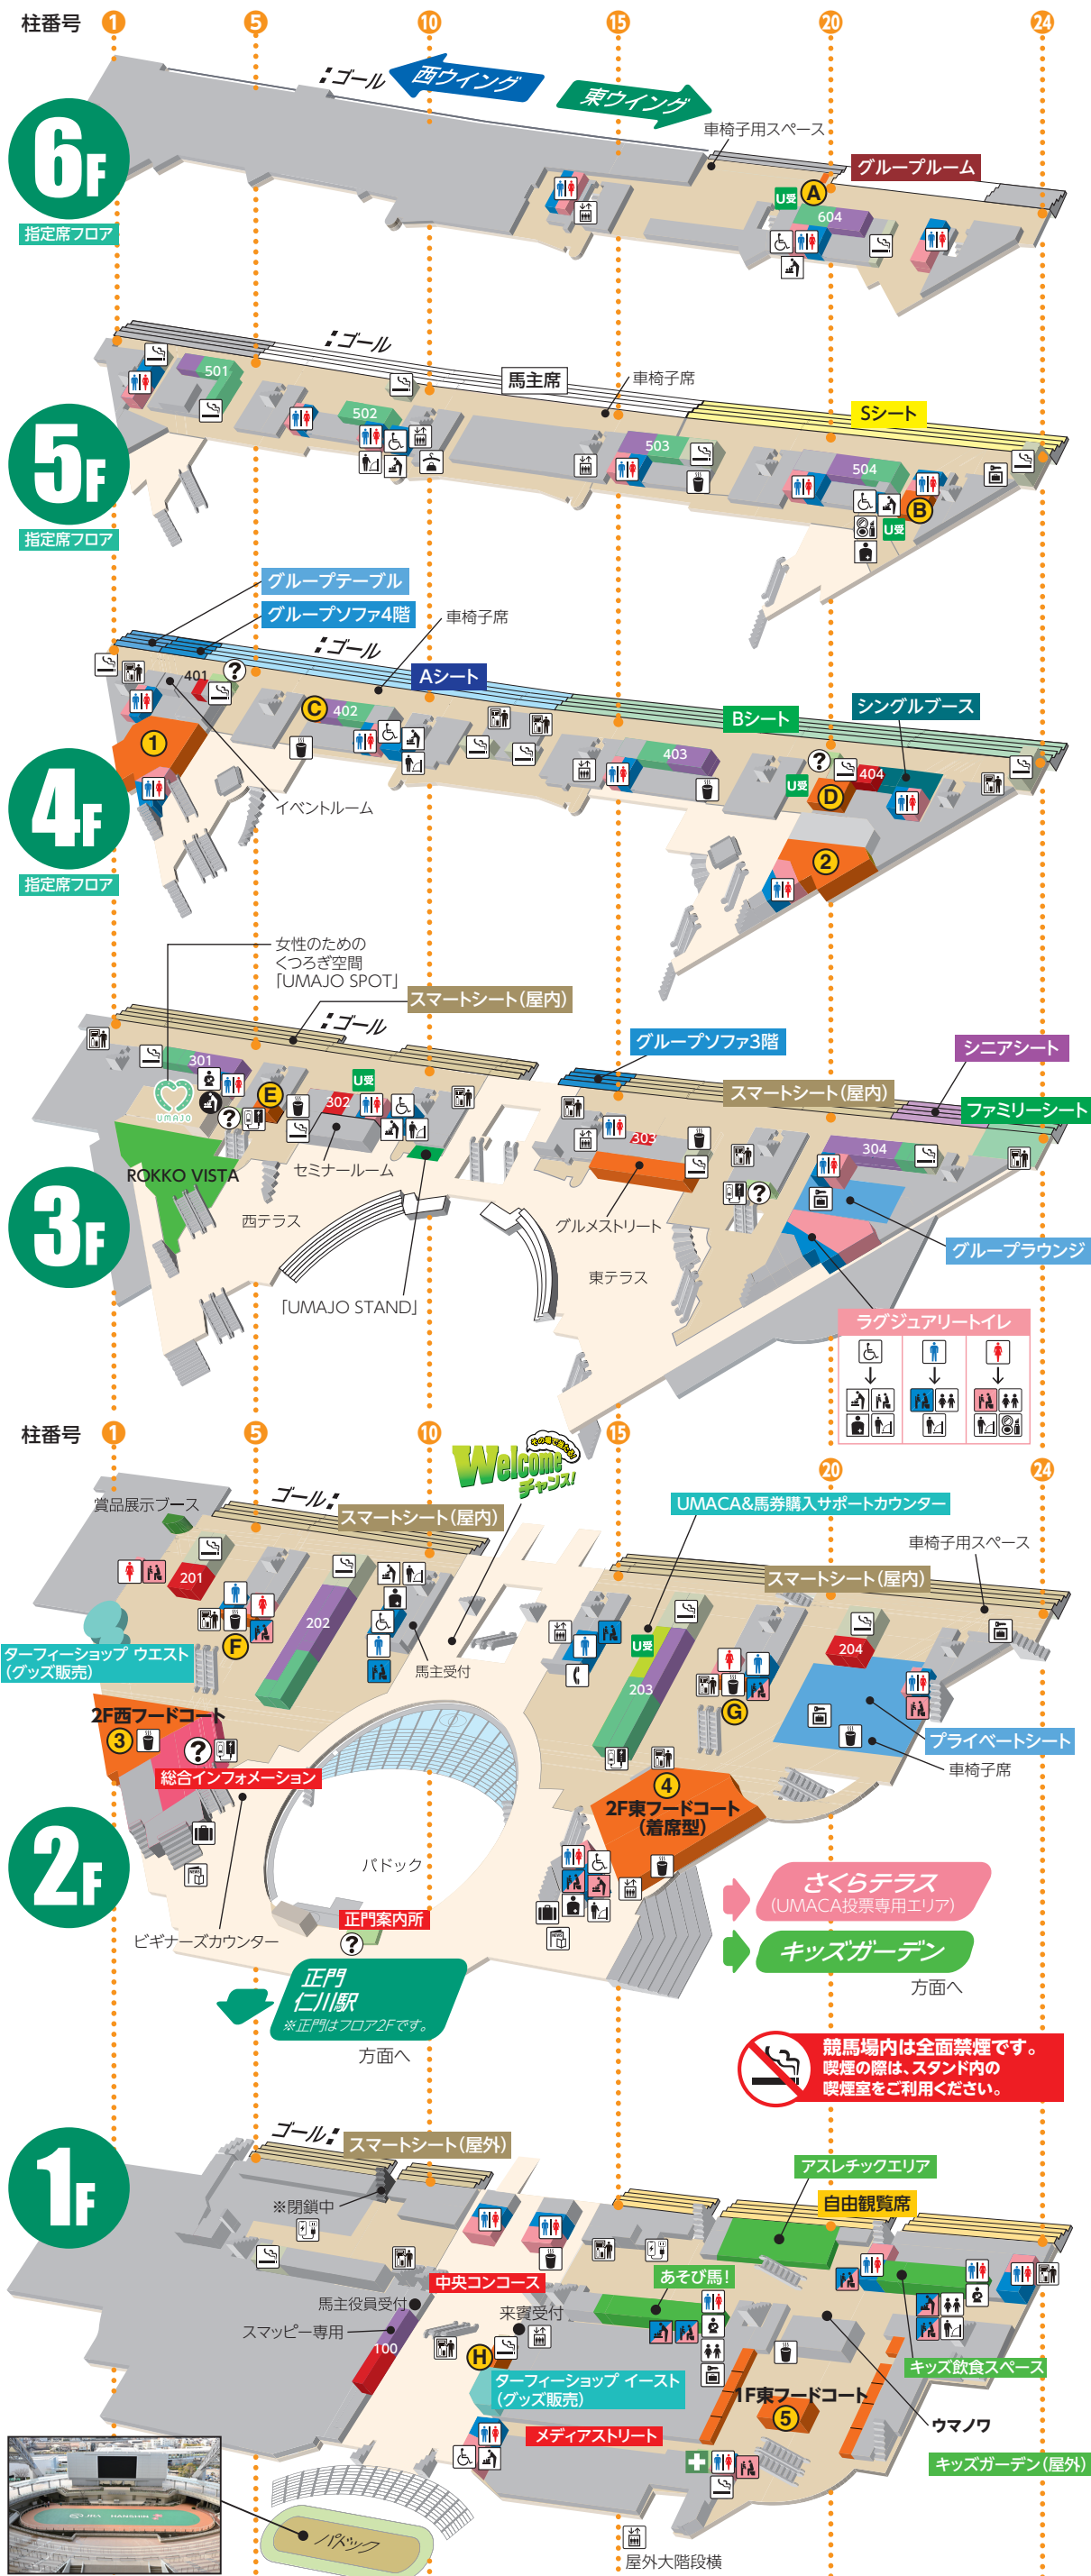 柱番号 1 5 10 15 20 24
:ゴール
西ウイング
東ウイング
車椅子用スペース
グループルーム
6F
指定席フロア
U受
A
604
:ゴール
馬主席
車椅子席
Sシート
5F
指定席フロア
501
502
503
504
B
U受
グループテーブル
グループソファ4階
:ゴール
車椅子席
Aシート
Bシート
シングルブース
4F
指定席フロア
401
?
C
402
403
?
404
U受
D
1
イベントルーム
2
女性のための
くつろぎ空間
「UMAJO SPOT」
スマートシート(屋内)
:ゴール
グループソファ3階
シニアシート
スマートシート(屋内)
ファミリーシート
3F
301
UMAJO
E
?
U受
302
303
304
?
セミナールーム
ROKKO VISTA
西テラス
グルメストリート
東テラス
グループラウンジ
「UMAJO STAND」
ラグジュアリートイレ
柱番号 1 5 10 15 20 24
その場で当たる!
Welcome
チャンス!
賞品展示ブース
ゴール:
スマートシート(屋内)
UMACA&馬券購入サポートカウンター
車椅子用スペース
スマートシート(屋内)
201
202
F
U受
203
204
G
馬主受付
ターフィーショップ ウエスト
(グッズ販売)
2F西フードコート
3
?
総合インフォメーション
プライベートシート
車椅子席
4
2F東フードコート
(着席型)
2F
パドック
正門案内所
?
ビギナーズカウンター
さくらテラス
(UMACA投票専用エリア)
キッズガーデン
方面へ
正門
仁川駅
※正門はフロア2Fです。
方面へ
競馬場内は全面禁煙です。
喫煙の際は、スタンド内の
喫煙室をご利用ください。
1F
ゴール:
スマートシート(屋外)
アスレチックエリア
自由観覧席
※閉鎖中
中央コンコース
あそび馬!
馬主役員受付
スマッピー専用
100
来賓受付
H
ターフィーショップ イースト
(グッズ販売)
キッズ飲食スペース
1F東フードコート
5
ウマノワ
メディアストリート
キッズガーデン(屋外)
JRA HANSHIN
パドック
屋外大階段横